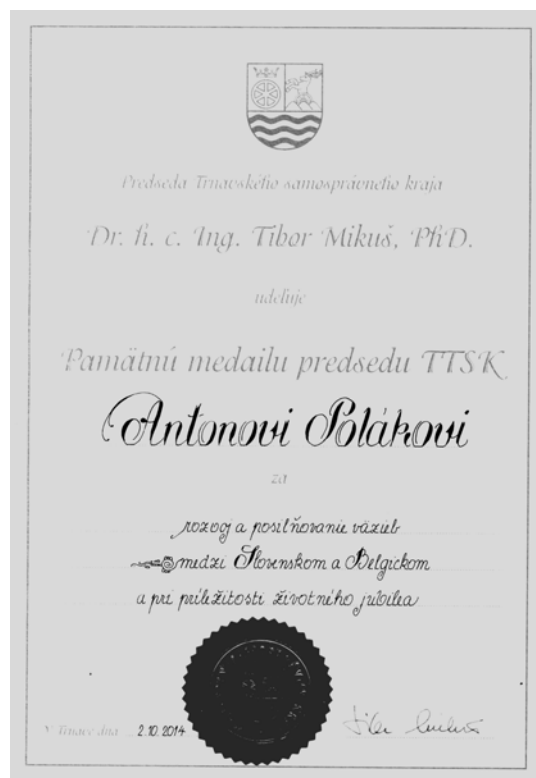 Predseda Trnavského samosprávneho kraja
Dr. h. c. Ing. Tibor Mikuš, PhD.
udeľuje
Pamätnú medailu predsedu TTSK
Antonovi Polákovi
za
rozvoj a posilňovanie väzieb
medzi Slovenskom a Belgickom
a pri príležitosti životného jubilea
V Trnave dňa 2.10.2014